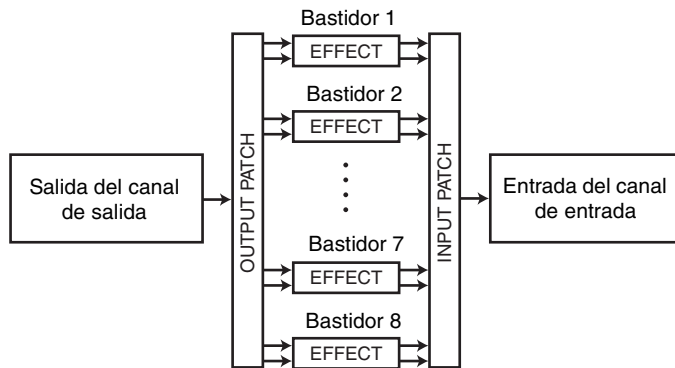 Bastidor 1
EFFECT
Bastidor 2
EFFECT
Salida del canal
de salida
OUTPUT PATCH
INPUT PATCH
Entrada del canal
de entrada
Bastidor 7
EFFECT
Bastidor 8
EFFECT